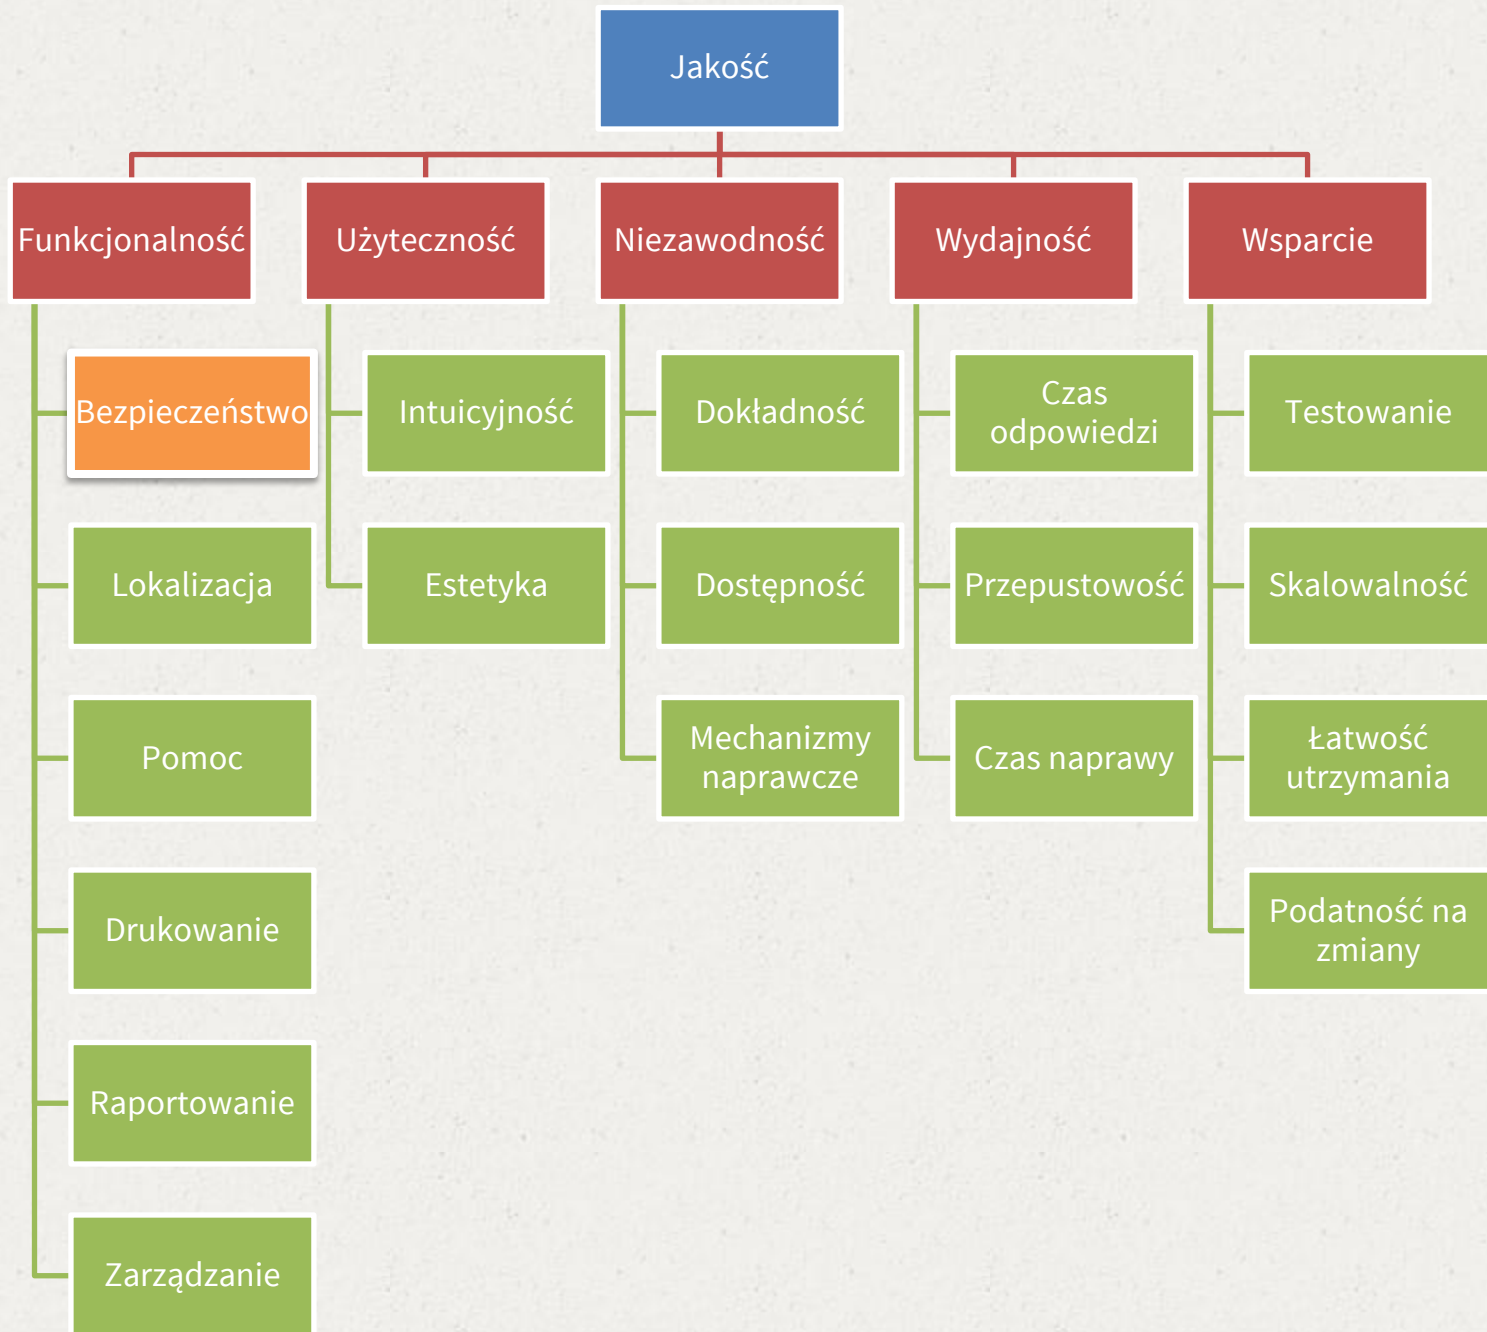 Jakość
Funkcjonalność
Bezpieczeństwo
Lokalizacja
Pomoc
Drukowanie
Raportowanie
Zarządzanie
Użyteczność
Intuicyjność
Estetyka
Niezawodność
Dokładność
Dostępność
Mechanizmy
naprawcze
Wydajność
Czas
odpowiedzi
Przepustowość
Czas naprawy
Wsparcie
Testowanie
Skalowalność
Łatwość
utrzymania
Podatność na
zmiany